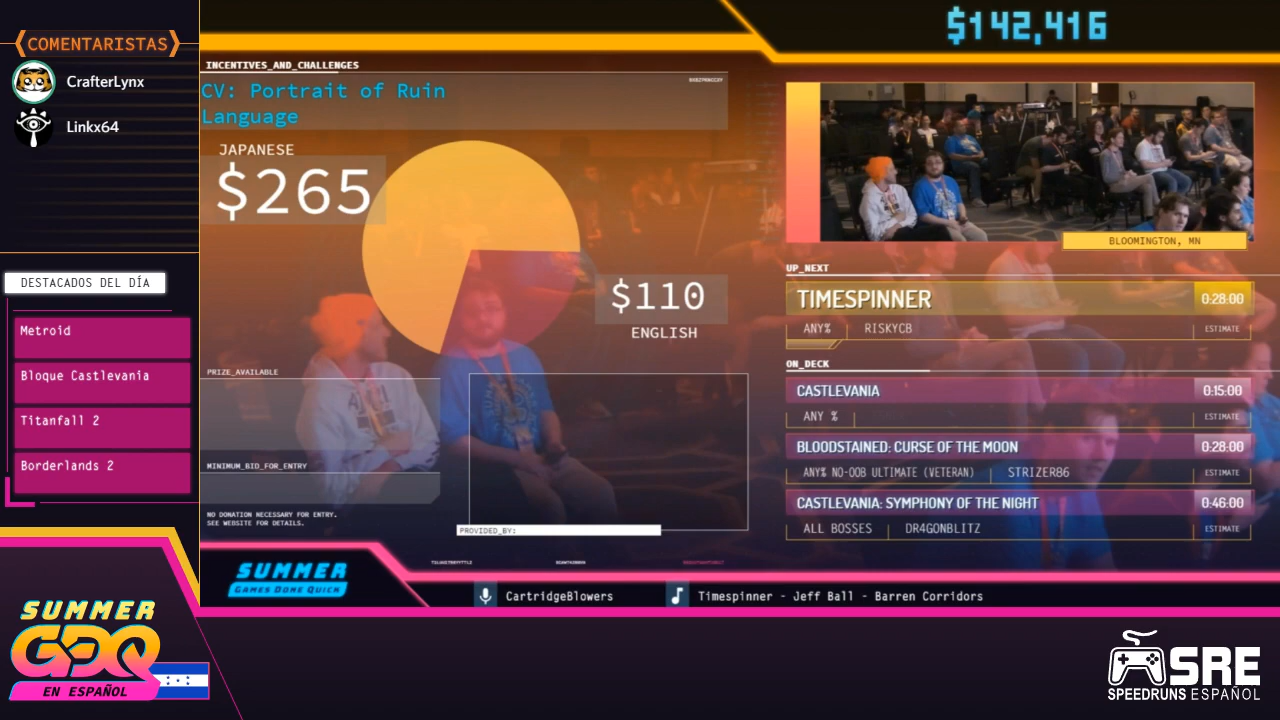 COMENTARISTAS
CrafterLynx
Linkx64
DESTACADOS DEL DÍA
Metroid
Bloque Castlevania
Titanfall 2
Borderlands 2
SUMMER
GDQ
EN ESPAÑOL
$142,416
INCENTIVES_AND_CHALLENGES
CV: Portrait of Ruin
Language
JAPANESE
$265
$110
ENGLISH
PRIZE_AVAILABLE
MINIMUM_BID_FOR_ENTRY
NO DONATION NECESSARY FOR ENTRY.
SEE WEBSITE FOR DETAILS.
PROVIDED_BY:
BLOOMINGTON, MN
UP_NEXT
TIMESPINNER 0:28:00
ANY% RISKYCB ESTIMATE
ON_DECK
CASTLEVANIA 0:15:00
ANY % ESTIMATE
BLOODSTAINED: CURSE OF THE MOON 0:28:00
ANY% NO-OOB ULTIMATE (VETERAN) STRIZER86 ESTIMATE
CASTLEVANIA: SYMPHONY OF THE NIGHT 0:46:00
ALL BOSSES DR4GONBLITZ ESTIMATE
SUMMER
GAMES DONE QUICK
CartridgeBlowers
Timespinner - Jeff Ball - Barren Corridors
SRE
SPEEDRUNS ESPAÑOL